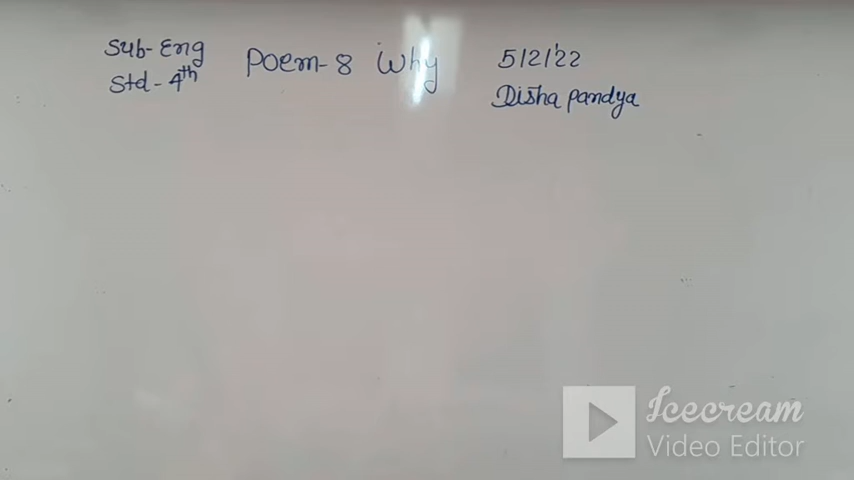 Sub- Eng
Std - 4th
Poem-8 Why
5/2/22
Disha pandya
Icecream
Video Editor